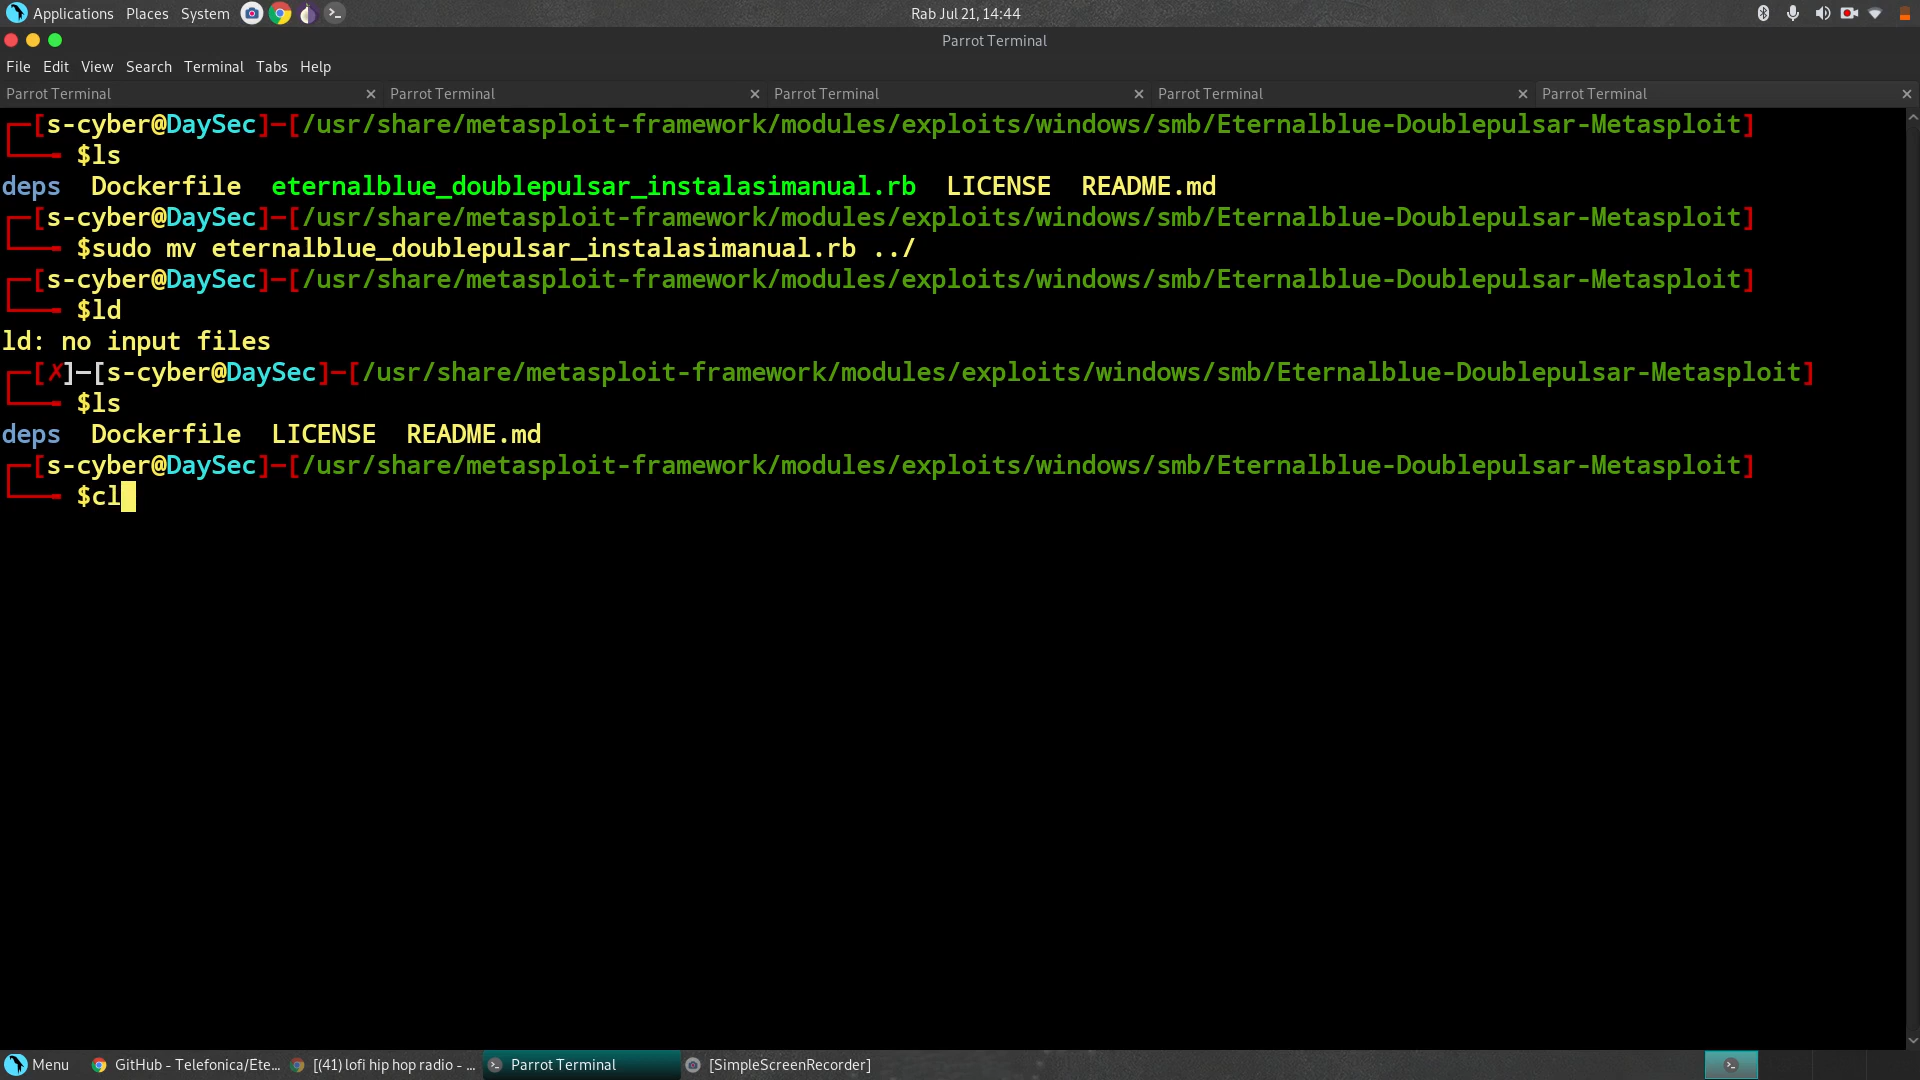 Applications Places System Rab Jul 21, 14:44
Parrot Terminal
File Edit View Search Terminal Tabs Help
Parrot Terminal Parrot Terminal Parrot Terminal Parrot Terminal Parrot Terminal
┌─[s-cyber@DaySec]─[/usr/share/metasploit-framework/modules/exploits/windows/smb/Eternalblue-Doublepulsar-Metasploit]
└──╼ $ls
deps Dockerfile eternalblue_doublepulsar_instalasimanual.rb LICENSE README.md
┌─[s-cyber@DaySec]─[/usr/share/metasploit-framework/modules/exploits/windows/smb/Eternalblue-Doublepulsar-Metasploit]
└──╼ $sudo mv eternalblue_doublepulsar_instalasimanual.rb ../
┌─[s-cyber@DaySec]─[/usr/share/metasploit-framework/modules/exploits/windows/smb/Eternalblue-Doublepulsar-Metasploit]
└──╼ $ld
ld: no input files
┌─[✗]─[s-cyber@DaySec]─[/usr/share/metasploit-framework/modules/exploits/windows/smb/Eternalblue-Doublepulsar-Metasploit]
└──╼ $ls
deps Dockerfile LICENSE README.md
┌─[s-cyber@DaySec]─[/usr/share/metasploit-framework/modules/exploits/windows/smb/Eternalblue-Doublepulsar-Metasploit]
└──╼ $cl
Menu GitHub - Telefonica/Ete... [(41) lofi hip hop radio - ... Parrot Terminal [SimpleScreenRecorder]